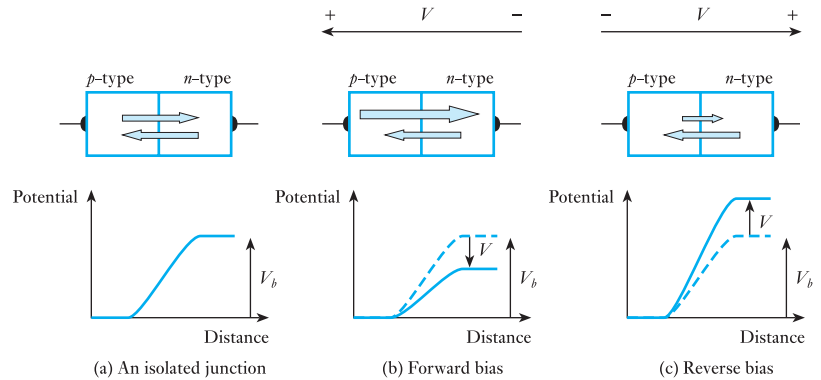 + V –
– V +
p–type n–type
p–type n–type
p–type n–type
Potential
V_b
Distance
(a) An isolated junction
Potential
V
V_b
Distance
(b) Forward bias
Potential
V
V_b
Distance
(c) Reverse bias